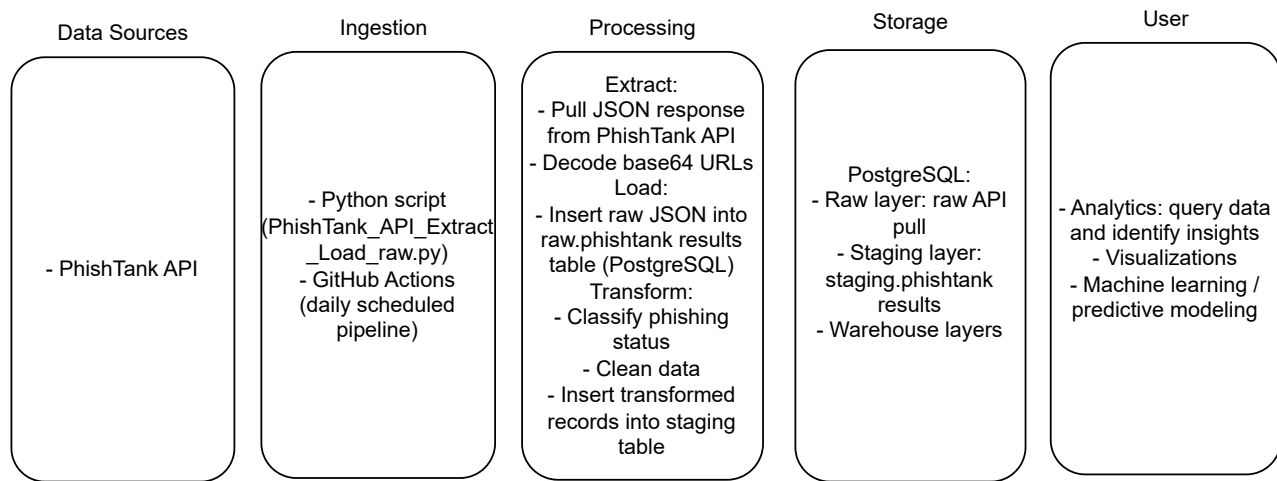 Data Sources
- PhishTank API
Ingestion
- Python script
(PhishTank_API_Extract
_Load_raw.py)
- GitHub Actions
(daily scheduled
pipeline)
Processing
Extract:
- Pull JSON response
from PhishTank API
- Decode base64 URLs
Load:
- Insert raw JSON into
raw.phishtank results
table (PostgreSQL)
Transform:
- Classify phishing
status
- Clean data
- Insert transformed
records into staging
table
Storage
PostgreSQL:
- Raw layer: raw API
pull
- Staging layer:
staging.phishtank
results
- Warehouse layers
User
- Analytics: query data
and identify insights
- Visualizations
- Machine learning /
predictive modeling